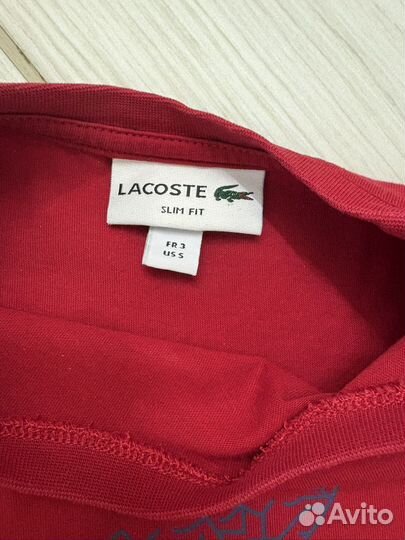 LACOSTE
SLIM FIT
FR 3
US S
Avito